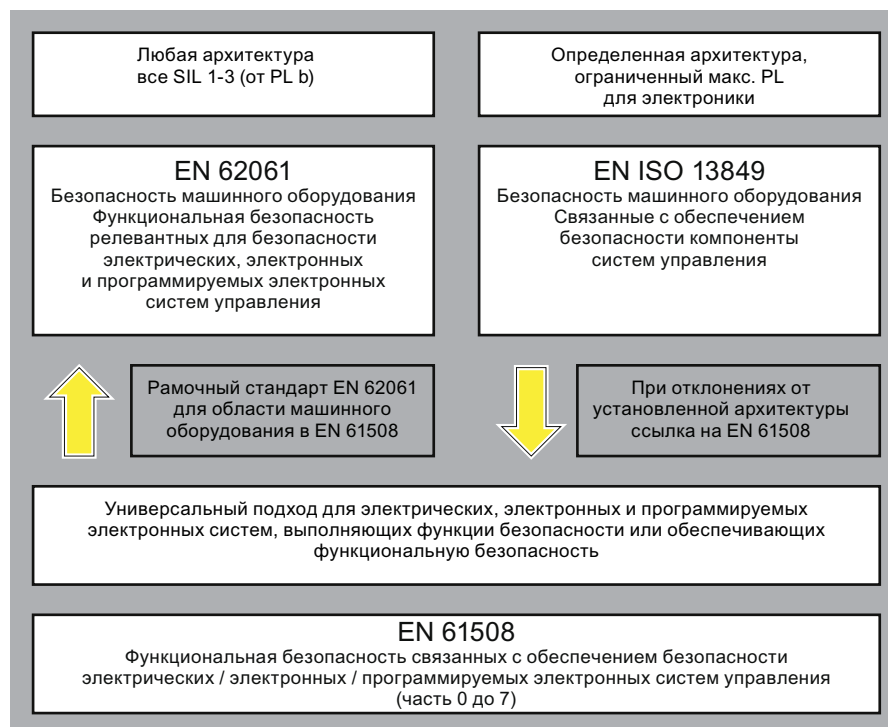 Любая архитектура
все SIL 1-3 (от PL b)
Определенная архитектура,
ограниченный макс. PL
для электроники
EN 62061
Безопасность машинного оборудования
Функциональная безопасность
релевантных для безопасности
электрических, электронных
и программируемых электронных
систем управления
EN ISO 13849
Безопасность машинного оборудования
Связанные с обеспечением
безопасности компоненты
систем управления
Рамочный стандарт EN 62061
для области машинного
оборудования в EN 61508
При отклонениях от
установленной архитектуры
ссылка на EN 61508
Универсальный подход для электрических, электронных и программируемых
электронных систем, выполняющих функции безопасности или обеспечивающих
функциональную безопасность
EN 61508
Функциональная безопасность связанных с обеспечением безопасности
электрических / электронных / программируемых электронных систем управления
(часть 0 до 7)